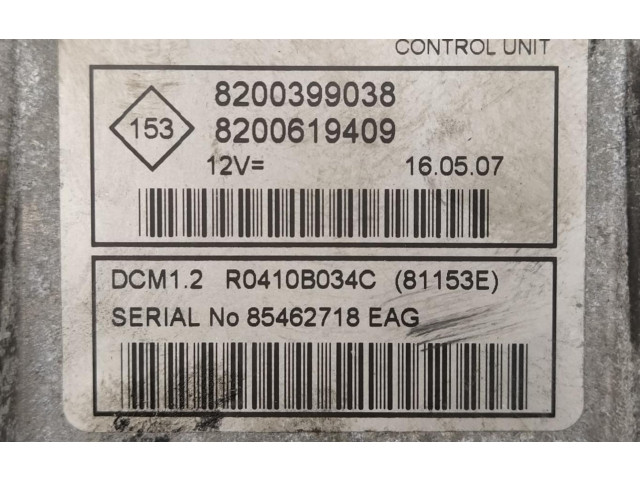 CONTROL UNIT
153
8200399038
8200619409
12V= 16.05.07
DCM1.2 R0410B034C (81153E)
SERIAL No 85462718 EAG